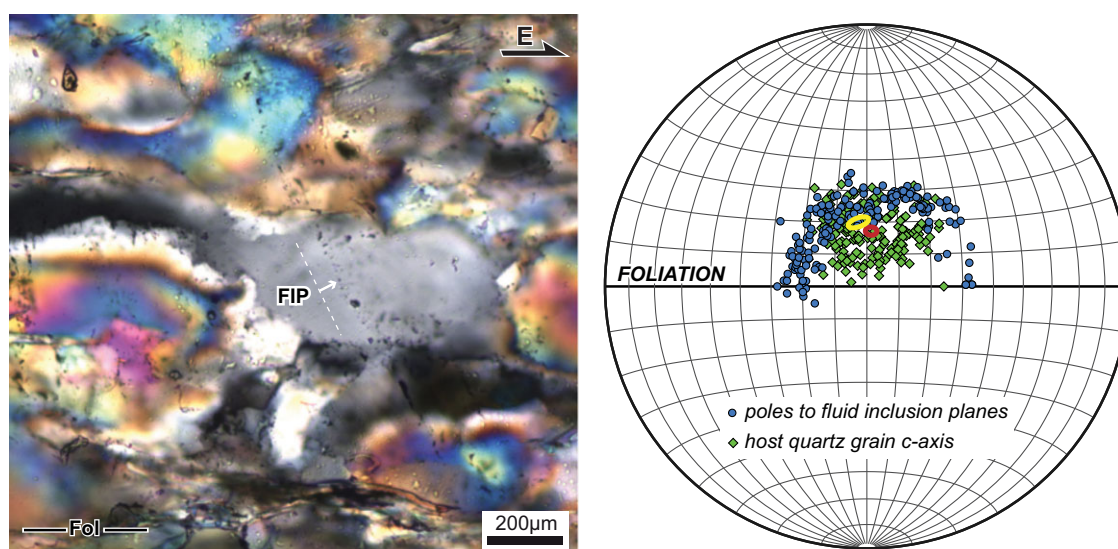 E
FIP
Fol
200µm
FOLIATION
poles to fluid inclusion planes
host quartz grain c-axis